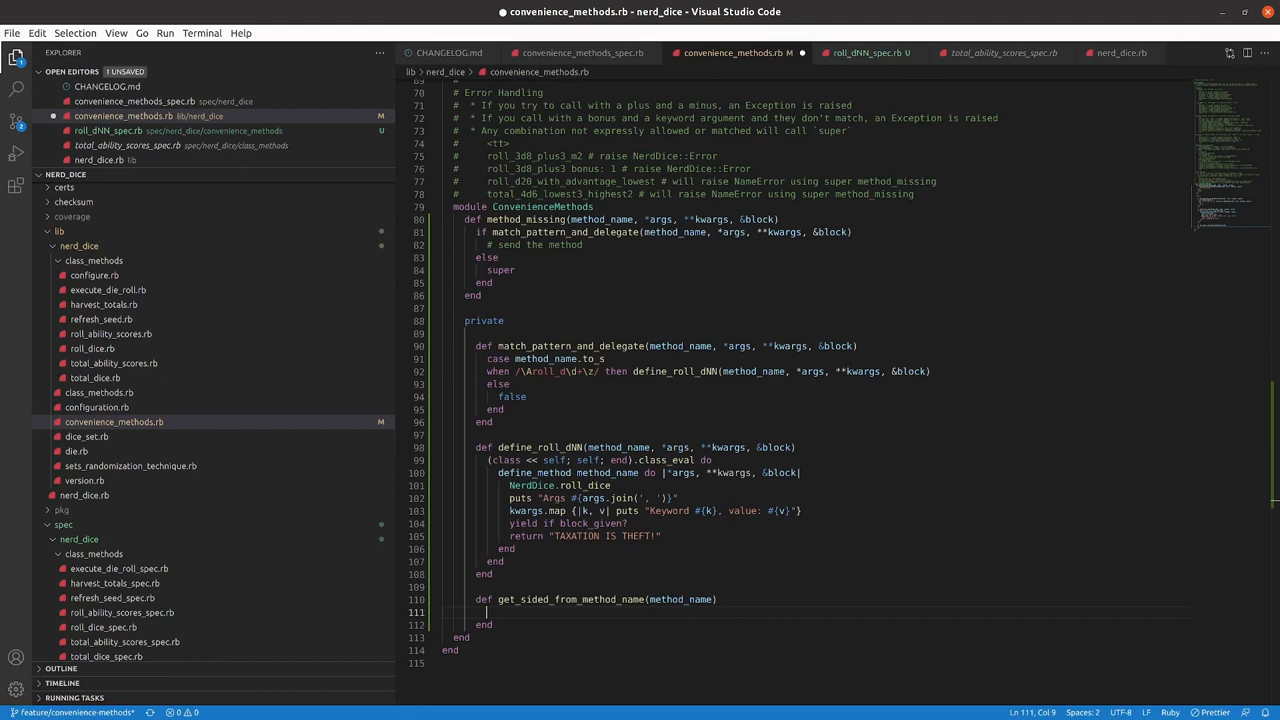 convenience_methods.rb - nerd_dice - Visual Studio Code
File Edit Selection View Go Run Terminal Help
EXPLORER
OPEN EDITORS 1 UNSAVED
CHANGELOG.md
convenience_methods_spec.rb spec/nerd_dice
convenience_methods.rb lib/nerd_dice M
roll_dNN_spec.rb spec/nerd_dice/convenience_methods U
total_ability_scores_spec.rb spec/nerd_dice/class_methods
nerd_dice.rb lib
NERD_DICE
certs
checksum
coverage
lib
nerd_dice
class_methods
configure.rb
execute_die_roll.rb
harvest_totals.rb
refresh_seed.rb
roll_ability_scores.rb
roll_dice.rb
total_ability_scores.rb
total_dice.rb
class_methods.rb
configuration.rb
convenience_methods.rb M
dice_set.rb
die.rb
sets_randomization_technique.rb
version.rb
nerd_dice.rb
pkg
spec
nerd_dice
class_methods
execute_die_roll_spec.rb
harvest_totals_spec.rb
refresh_seed_spec.rb
roll_ability_scores_spec.rb
roll_dice_spec.rb
total_ability_scores_spec.rb
total_dice_spec.rb
OUTLINE
TIMELINE
RUNNING TASKS
CHANGELOG.md convenience_methods_spec.rb convenience_methods.rb M roll_dNN_spec.rb U total_ability_scores_spec.rb nerd_dice.rb
lib > nerd_dice > convenience_methods.rb
69 #
70 # Error Handling
71 # * If you try to call with a plus and a minus, an Exception is raised
72 # * If you call with a bonus and a keyword argument and they don't match, an Exception is raised
73 # * Any combination not expressly allowed or matched will call `super`
74 # <tt>
75 # roll_3d8_plus3_m2 # raise NerdDice::Error
76 # roll_3d8_plus3 bonus: 1 # raise NerdDice::Error
77 # roll_d20_with_advantage_lowest # will raise NameError using super method_missing
78 # total_4d6_lowest3_highest2 # will raise NameError using super method_missing
79 module ConvenienceMethods
80 def method_missing(method_name, *args, **kwargs, &block)
81 if match_pattern_and_delegate(method_name, *args, **kwargs, &block)
82 # send the method
83 else
84 super
85 end
86 end
87
88 private
89
90 def match_pattern_and_delegate(method_name, *args, **kwargs, &block)
91 case method_name.to_s
92 when /\Aroll_d\d+\z/ then define_roll_dNN(method_name, *args, **kwargs, &block)
93 else
94 false
95 end
96 end
97
98 def define_roll_dNN(method_name, *args, **kwargs, &block)
99 (class << self; self; end).class_eval do
100 define_method method_name do |*args, **kwargs, &block|
101 NerdDice.roll_dice
102 puts "Args #{args.join(', ')}"
103 kwargs.map {|k, v| puts "Keyword #{k}, value: #{v}"}
104 yield if block_given?
105 return "TAXATION IS THEFT!"
106 end
107 end
108 end
109
110 def get_sided_from_method_name(method_name)
111
112 end
113 end
114 end
115
feature/convenience-methods* 0 0 Ln 111, Col 9 Spaces: 2 UTF-8 LF Ruby Prettier